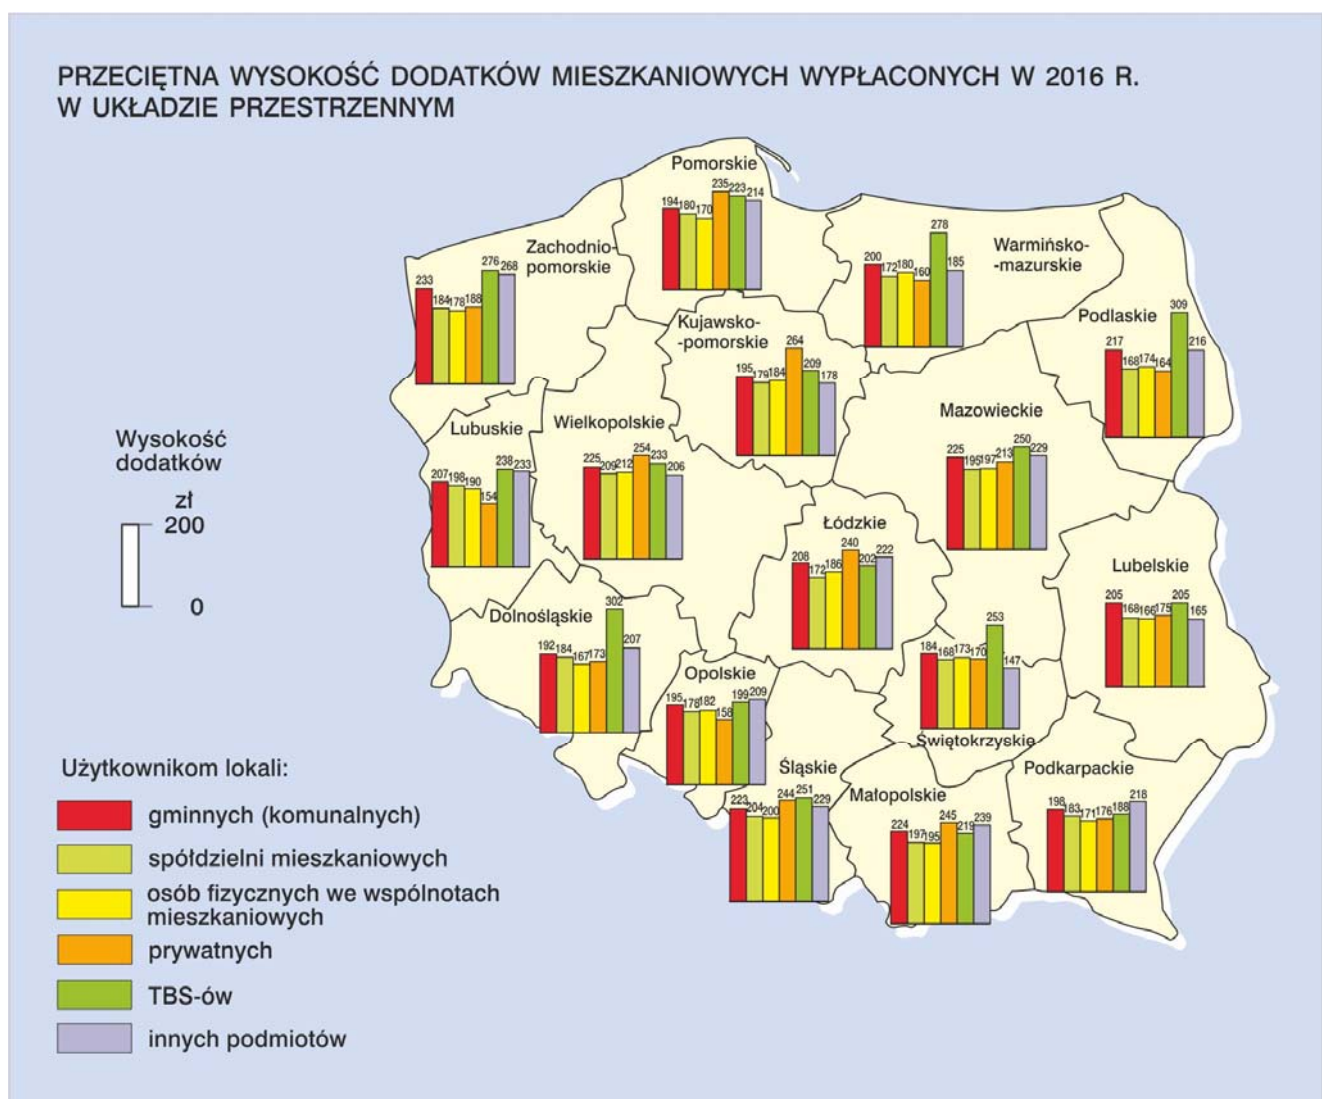 PRZECIĘTNA WYSOKOŚĆ DODATKÓW MIESZKANIOWYCH WYPŁACONYCH W 2016 R.
W UKŁADZIE PRZESTRZENNYM
Pomorskie
194 180 170 235 223 214
Zachodnio-
pomorskie
233 184 178 188 276 268
Warmińsko-
-mazurskie
200 172 180 160 278 185
Podlaskie
217 168 174 164 309 216
Kujawsko-
-pomorskie
195 179 184 264 209 178
Mazowieckie
225 195 197 213 250 229
Lubuskie
207 198 190 154 238 233
Wielkopolskie
225 209 212 254 233 206
Wysokość
dodatków
zł
200
0
Łódzkie
208 172 186 240 202 222
Lubelskie
205 168 166 175 205 165
Dolnośląskie
192 184 167 173 302 207
184 168 173 170 253 147
Świętokrzyskie
Opolskie
195 178 182 158 199 209
Śląskie
223 204 200 244 251 229
Małopolskie
224 197 195 245 219 239
Podkarpackie
198 183 171 176 188 218
Użytkownikom lokali:
gminnych (komunalnych)
spółdzielni mieszkaniowych
osób fizycznych we wspólnotach
mieszkaniowych
prywatnych
TBS-ów
innych podmiotów